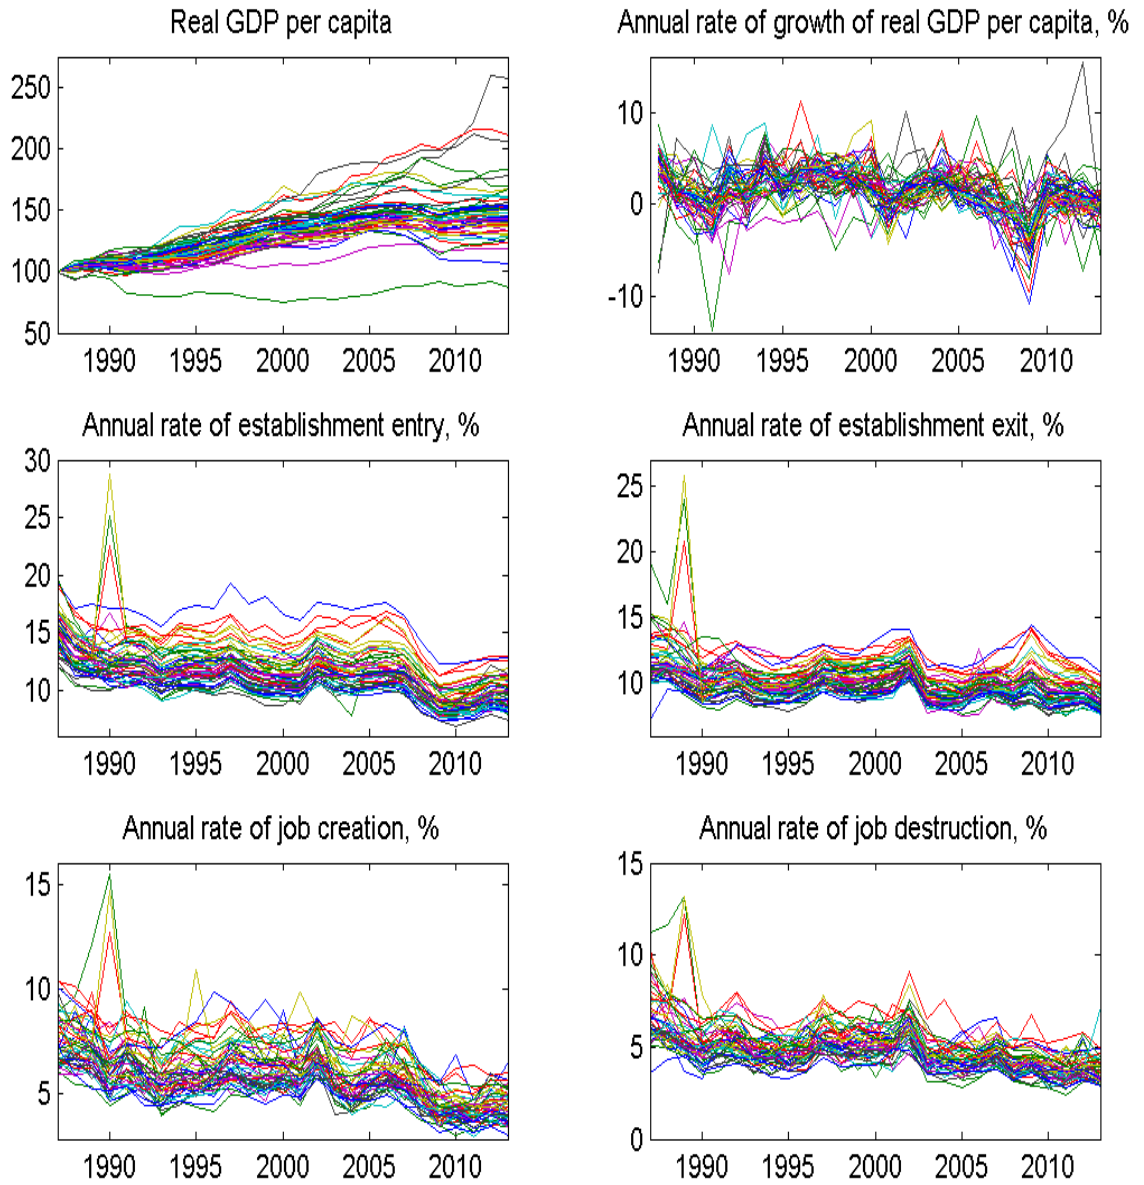 Real GDP per capita
Annual rate of growth of real GDP per capita, %
250
200
150
100
50
1990 1995 2000 2005 2010
10
0
-10
1990 1995 2000 2005 2010
Annual rate of establishment entry, %
Annual rate of establishment exit, %
30
25
20
15
10
1990 1995 2000 2005 2010
25
20
15
10
1990 1995 2000 2005 2010
Annual rate of job creation, %
Annual rate of job destruction, %
15
10
5
1990 1995 2000 2005 2010
15
10
5
0
1990 1995 2000 2005 2010